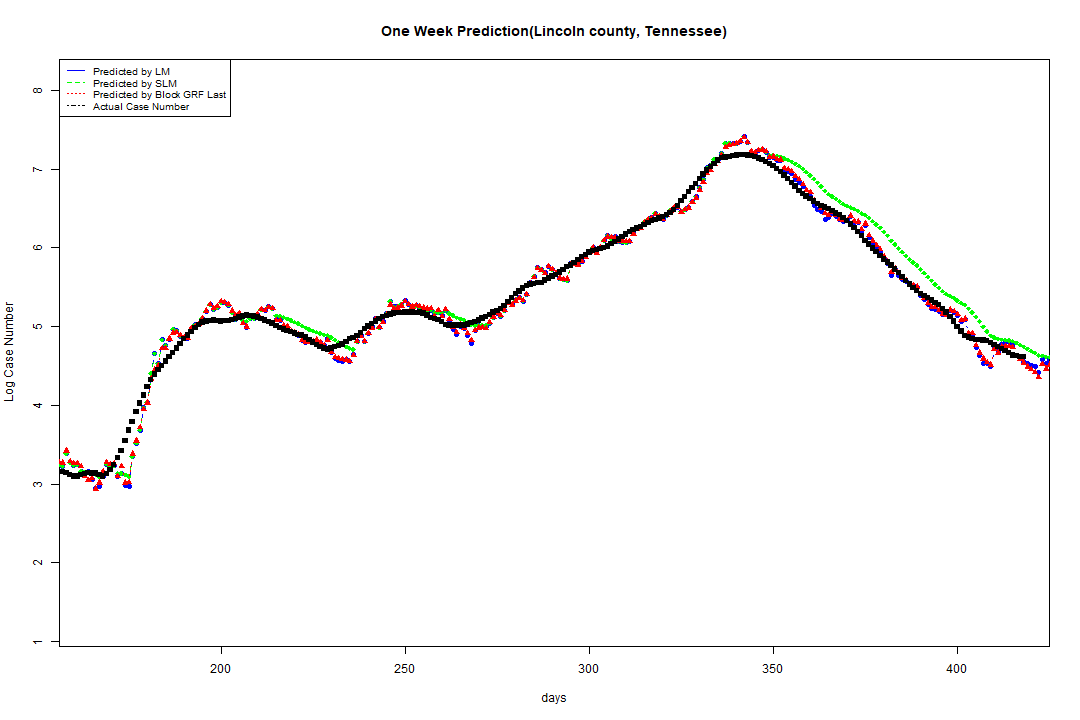 One Week Prediction(Lincoln county, Tennessee)
Predicted by LM
Predicted by SLM
Predicted by Block GRF Last
Actual Case Number
8
7
6
5
4
3
2
1
Log Case Number
200 250 300 350 400
days